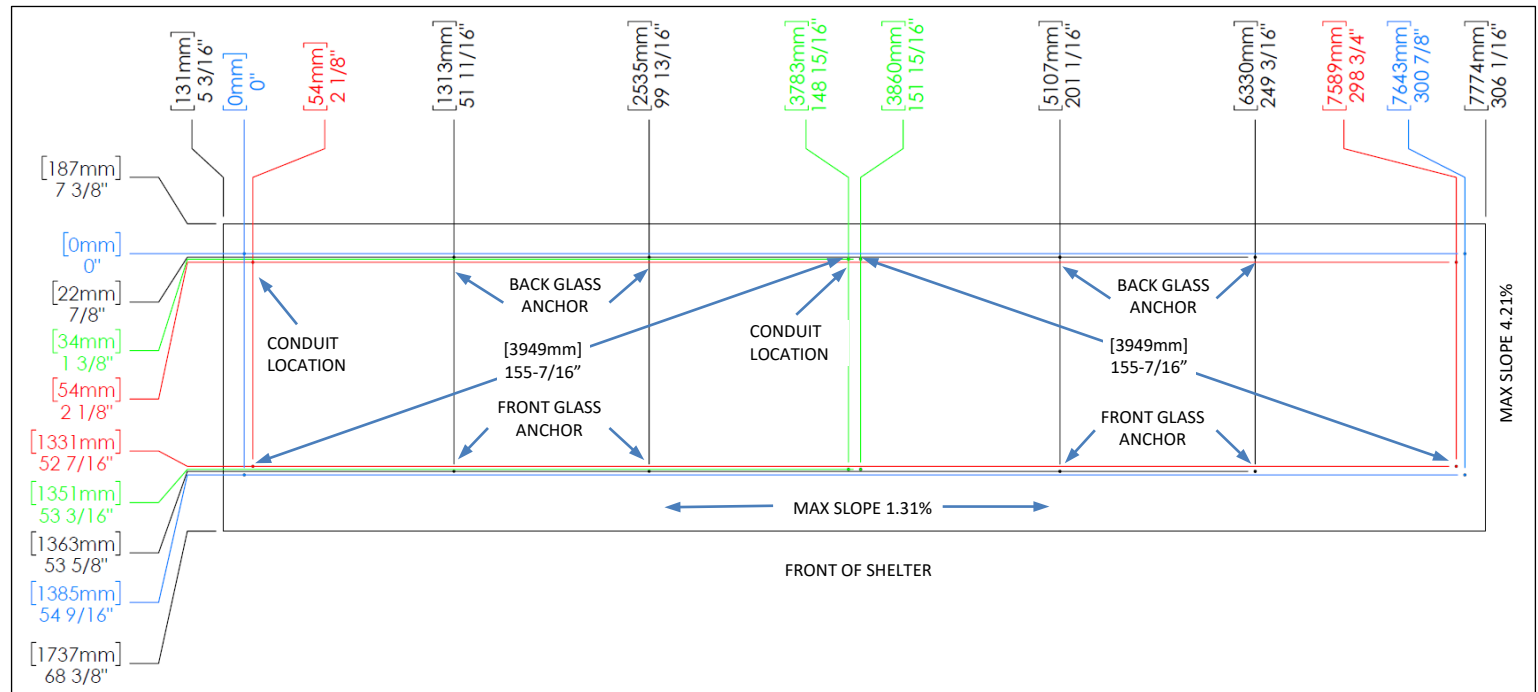 [131mm]
5 3/16"
[0mm]
0"
[54mm]
2 1/8"
[1313mm]
51 11/16"
[2535mm]
99 13/16"
[3783mm]
148 15/16"
[3860mm]
151 15/16"
[5107mm]
201 1/16"
[6330mm]
249 3/16"
[7589mm]
298 3/4"
[7643mm]
300 7/8"
[7774mm]
306 1/16"
[187mm]
7 3/8"
[0mm]
0"
[22mm]
7/8"
[34mm]
1 3/8"
[54mm]
2 1/8"
[1331mm]
52 7/16"
[1351mm]
53 3/16"
[1363mm]
53 5/8"
[1385mm]
54 9/16"
[1737mm]
68 3/8"
CONDUIT
LOCATION
BACK GLASS
ANCHOR
[3949mm]
155-7/16”
FRONT GLASS
ANCHOR
CONDUIT
LOCATION
BACK GLASS
ANCHOR
[3949mm]
155-7/16”
FRONT GLASS
ANCHOR
MAX SLOPE 1.31%
MAX SLOPE 4.21%
FRONT OF SHELTER